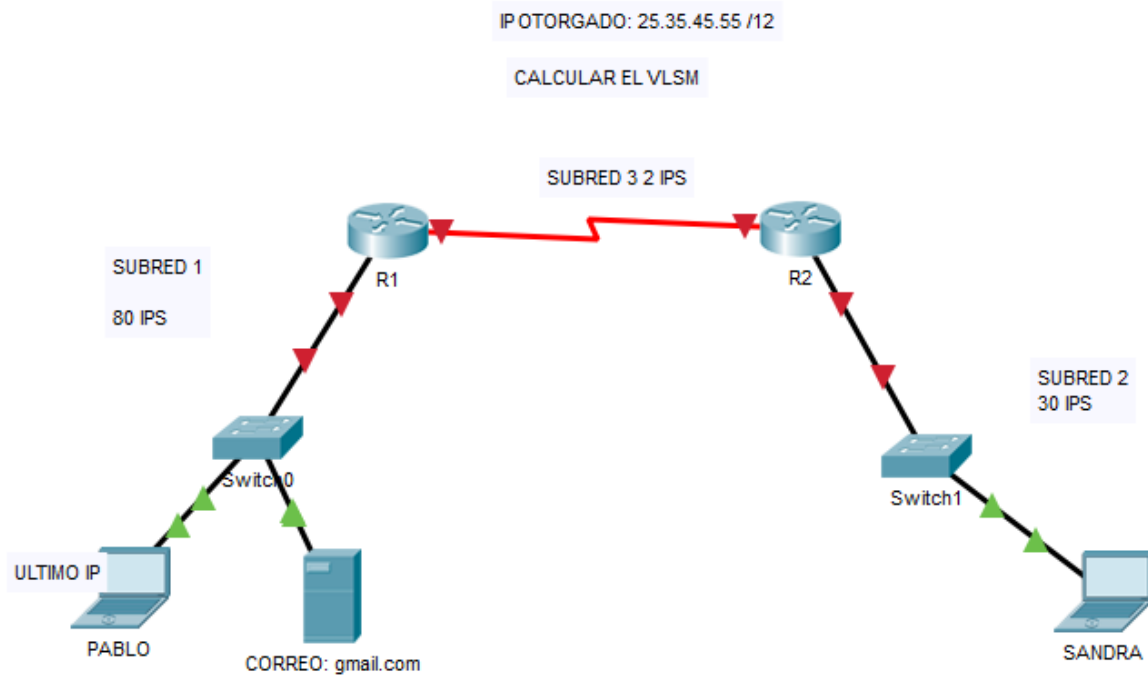 IP OTORGADO: 25.35.45.55 /12
CALCULAR EL VLSM
SUBRED 3 2 IPS
R1
R2
SUBRED 1
80 IPS
SUBRED 2
30 IPS
Switch0
Switch1
ULTIMO IP
PABLO
CORREO: gmail.com
SANDRA